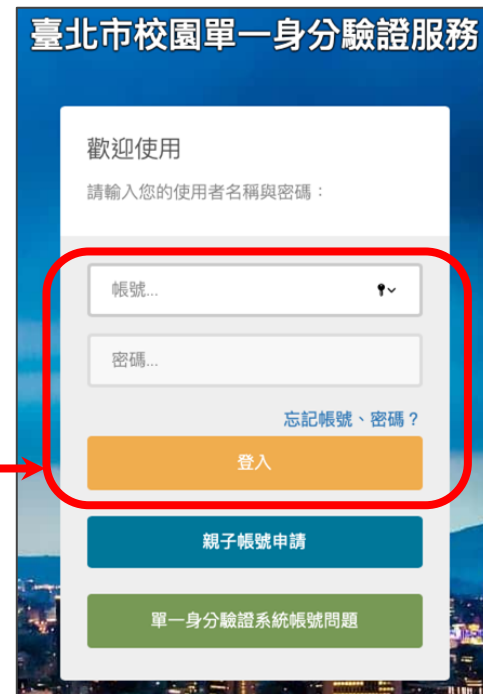 臺北市校園單一身分驗證服務
歡迎使用
請輸入您的使用者名稱與密碼：
帳號...
密碼...
忘記帳號、密碼？
登入
親子帳號申請
單一身分驗證系統帳號問題